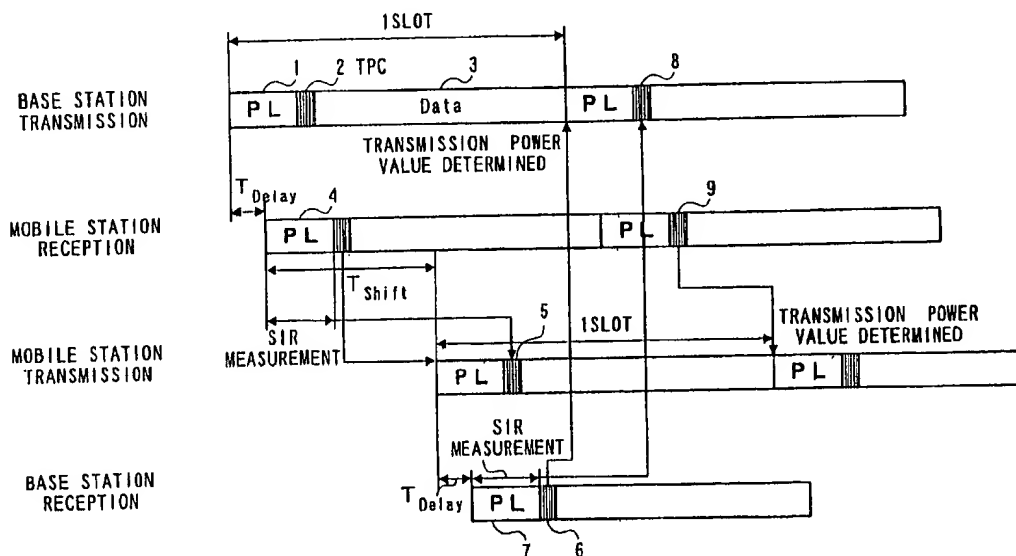 1SLOT
1
2 TPC
3
8
BASE STATION
TRANSMISSION
PL
Data
PL
TRANSMISSION POWER
VALUE DETERMINED
T Delay
4
9
MOBILE STATION
RECEPTION
PL
PL
T Shift
SIR
MEASUREMENT
5
1SLOT
TRANSMISSION POWER
VALUE DETERMINED
MOBILE STATION
TRANSMISSION
PL
PL
SIR
MEASUREMENT
BASE STATION
RECEPTION
T Delay
PL
7
6